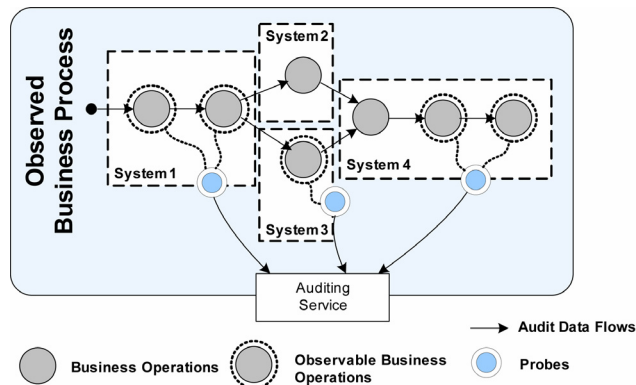 Observed
Business Process
System 1
System 2
System 3
System 4
Auditing
Service
Audit Data Flows
Business Operations
Observable Business
Operations
Probes